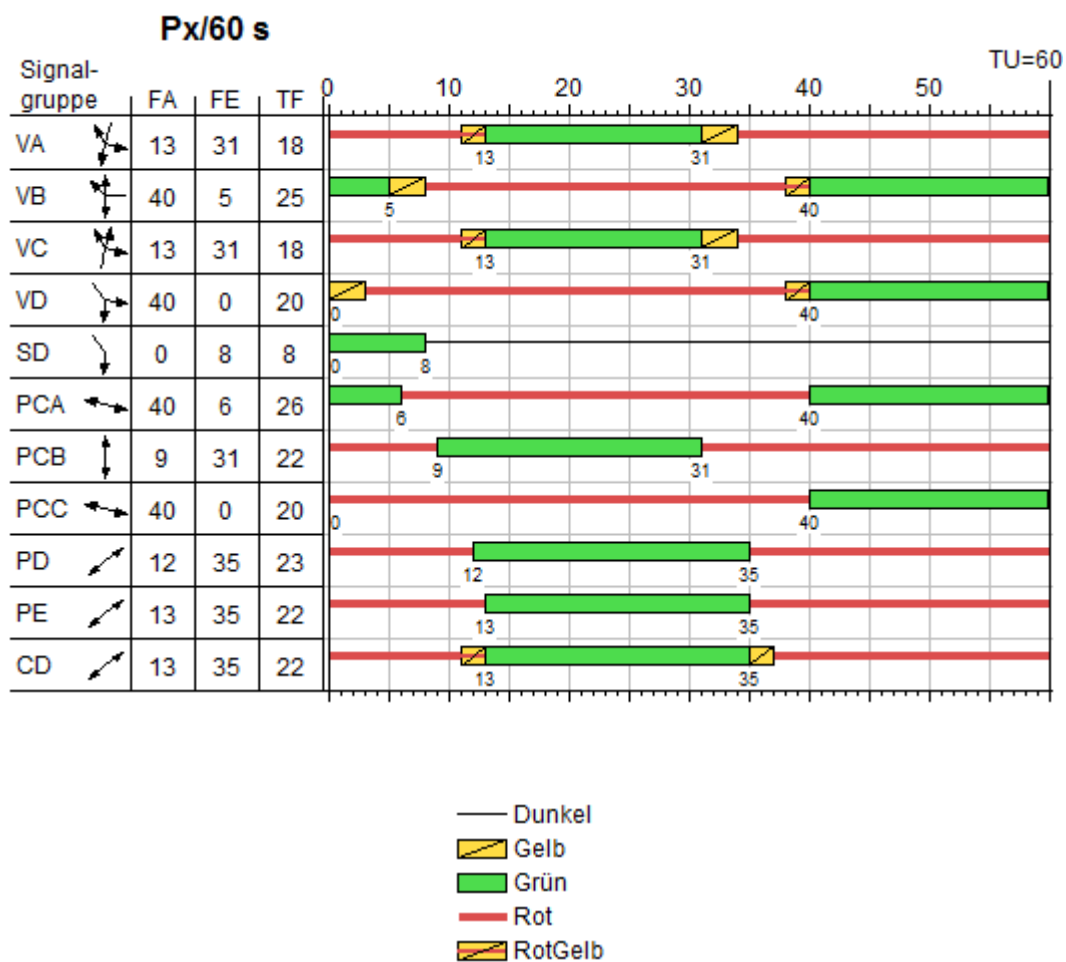 Px/60 s
TU=60
Signal-
gruppe FA FE TF 0 10 20 30 40 50
VA 13 31 18
13 31
VB 40 5 25
5 40
VC 13 31 18
13 31
VD 40 0 20
0 40
SD 0 8 8
0 8
PCA 40 6 26
6 40
PCB 9 31 22
9 31
PCC 40 0 20
0 40
PD 12 35 23
12 35
PE 13 35 22
13 35
CD 13 35 22
13 35
Dunkel
Gelb
Grün
Rot
RotGelb